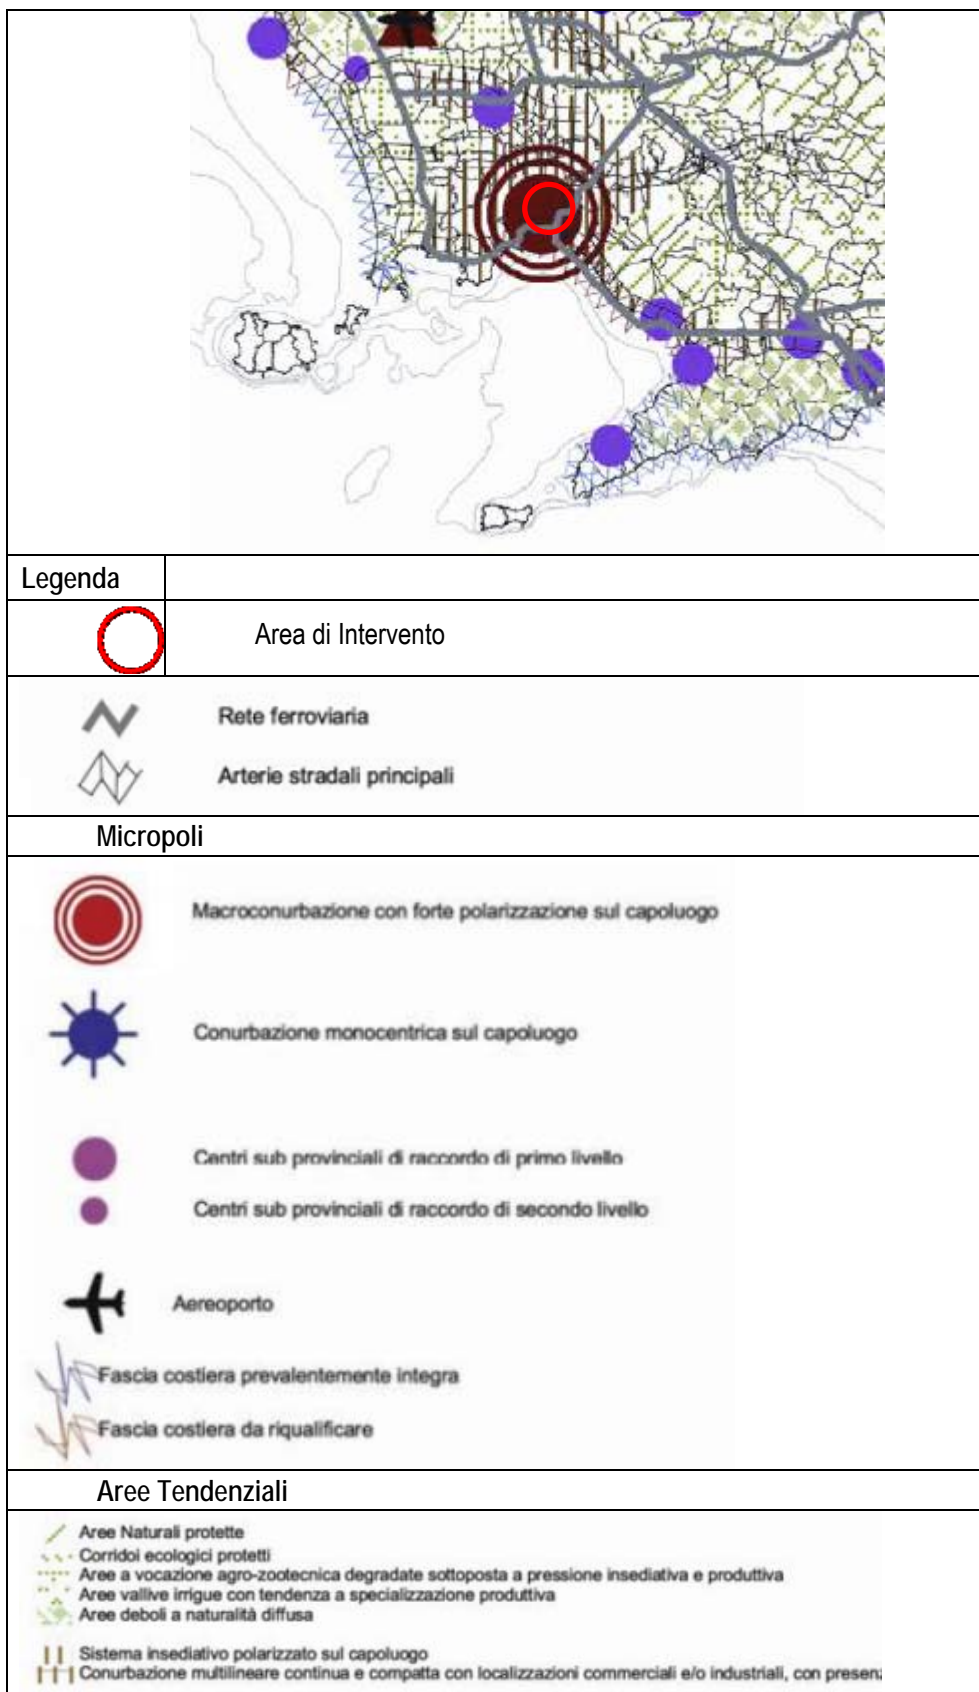 Legenda
Area di Intervento
Rete ferroviaria
Arterie stradali principali
Micropoli
Macroconurbazione con forte polarizzazione sul capoluogo
Conurbazione monocentrica sul capoluogo
Centri sub provinciali di raccordo di primo livello
Centri sub provinciali di raccordo di secondo livello
Aereoporto
Fascia costiera prevalentemente integra
Fascia costiera da riqualificare
Aree Tendenziali
Aree Naturali protette
Corridoi ecologici protetti
Aree a vocazione agro-zootecnica degradate sottoposta a pressione insediativa e produttiva
Aree vallive irrigue con tendenza a specializzazione produttiva
Aree deboli a naturalità diffusa
Sistema insediativo polarizzato sul capoluogo
Conurbazione multilineare continua e compatta con localizzazioni commerciali e/o industriali, con presen